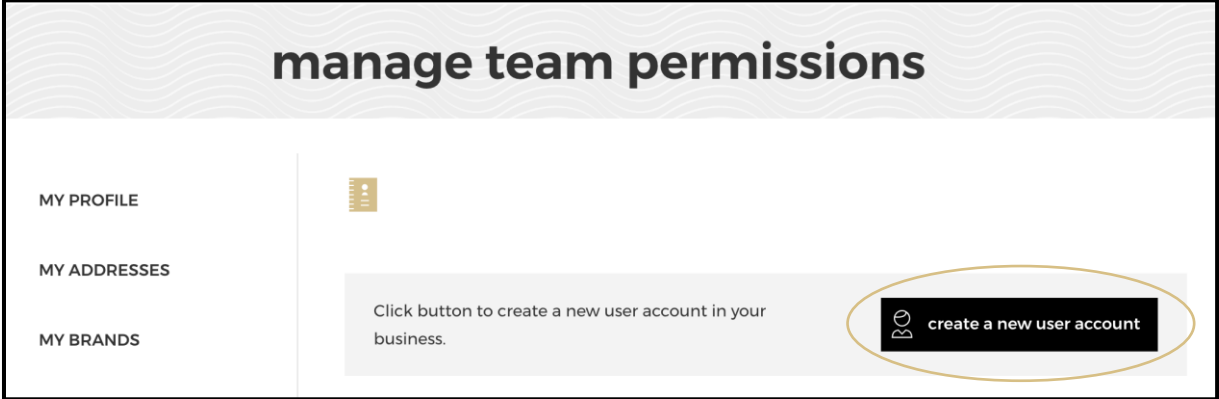 manage team permissions
MY PROFILE
MY ADDRESSES
MY BRANDS
Click button to create a new user account in your
business.
create a new user account